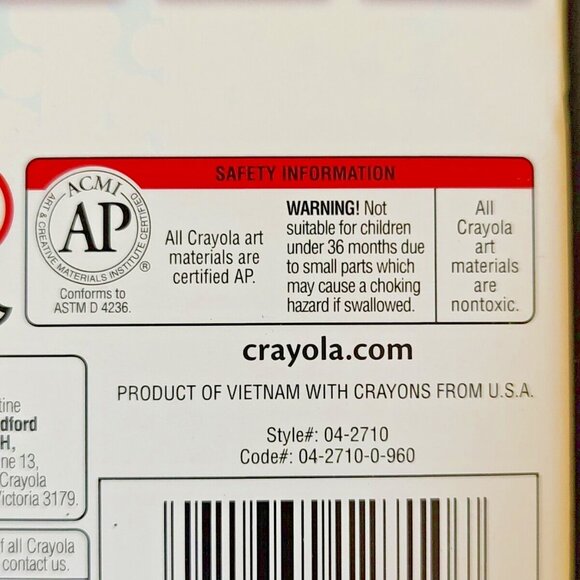 SAFETY INFORMATION
ACMI
AP
ART & CREATIVE MATERIALS INSTITUTE CERTIFIED
®
Conforms to
ASTM D 4236.
All Crayola art
materials are
certified AP.
WARNING! Not
suitable for children
under 36 months due
to small parts which
may cause a choking
hazard if swallowed.
All
Crayola
art
materials
are
nontoxic.
crayola.com
PRODUCT OF VIETNAM WITH CRAYONS FROM U.S.A.
Style#: 04-2710
Code#: 04-2710-0-960
tine
dford
H,
ne 13,
Crayola
ictoria 3179.
f all Crayola
contact us.